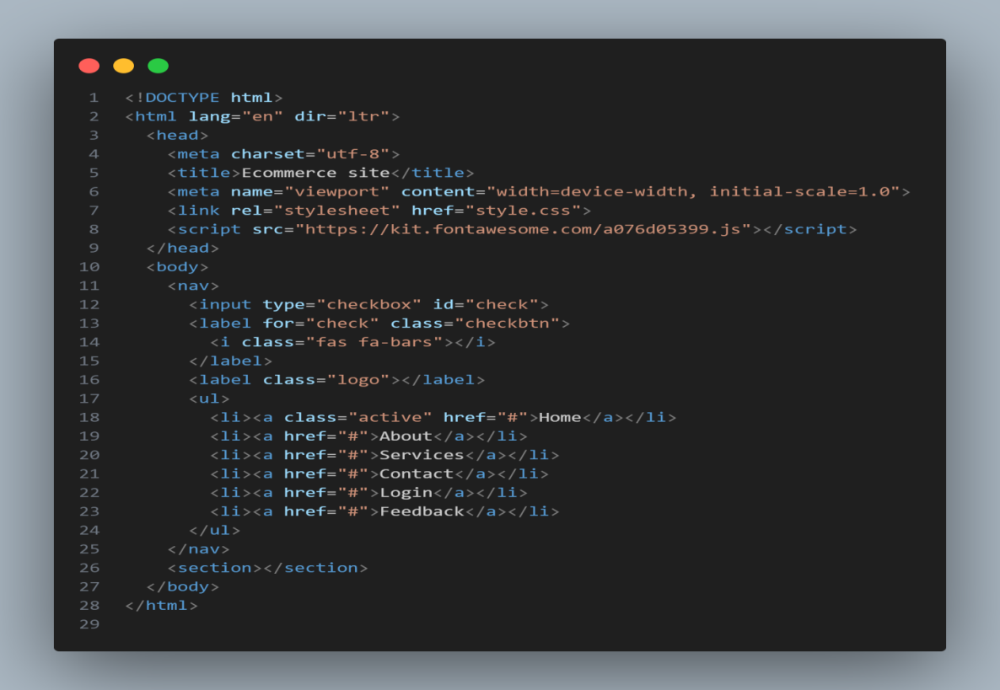 1 <!DOCTYPE html>
2 <html lang="en" dir="ltr">
3   <head>
4     <meta charset="utf-8">
5     <title>Ecommerce site</title>
6     <meta name="viewport" content="width=device-width, initial-scale=1.0">
7     <link rel="stylesheet" href="style.css">
8     <script src="https://kit.fontawesome.com/a076d05399.js"></script>
9   </head>
10   <body>
11     <nav>
12       <input type="checkbox" id="check">
13       <label for="check" class="checkbtn">
14         <i class="fas fa-bars"></i>
15       </label>
16       <label class="logo"></label>
17       <ul>
18         <li><a class="active" href="#">Home</a></li>
19         <li><a href="#">About</a></li>
20         <li><a href="#">Services</a></li>
21         <li><a href="#">Contact</a></li>
22         <li><a href="#">Login</a></li>
23         <li><a href="#">Feedback</a></li>
24       </ul>
25     </nav>
26     <section></section>
27   </body>
28 </html>
29